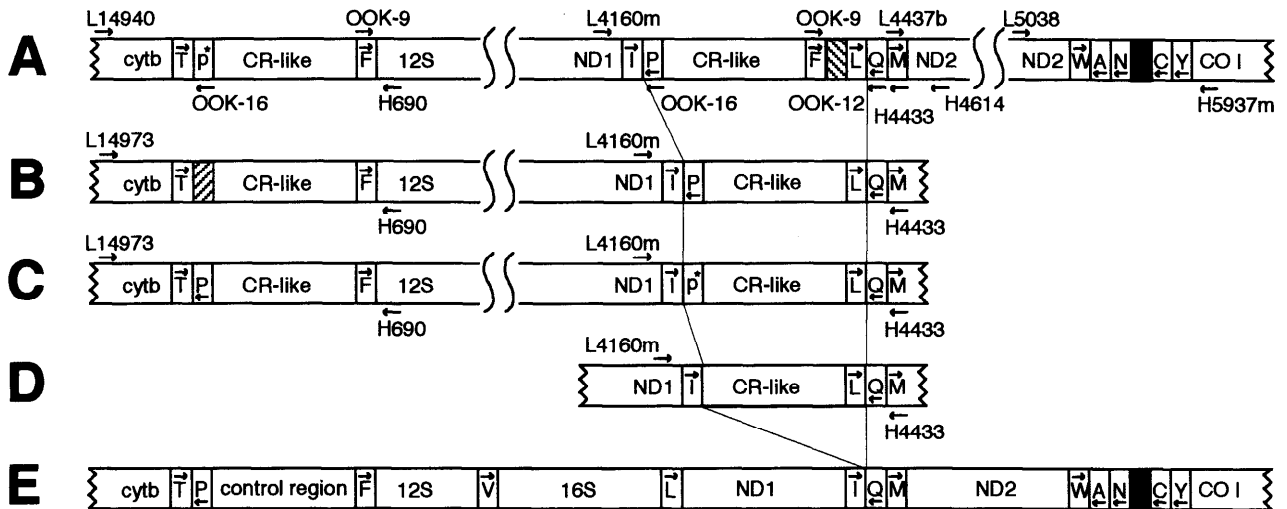 L14940 OOK-9 L4160m OOK-9 L4437b L5038
A cytb T P* CR-like F 12S ND1 I P CR-like F L Q M ND2 ND2 W A N C Y CO I
OOK-16 H690 OOK-16 OOK-12 H4433 H4614 H5937m
L14973 L4160m
B cytb T CR-like F 12S ND1 I P CR-like L Q M
H690 H4433
L14973 L4160m
C cytb T P CR-like F 12S ND1 I P* CR-like L Q M
H690 H4433
L4160m
D ND1 I CR-like L Q M
H4433
E cytb T P control region F 12S V 16S L ND1 I Q M ND2 W A N C Y CO I